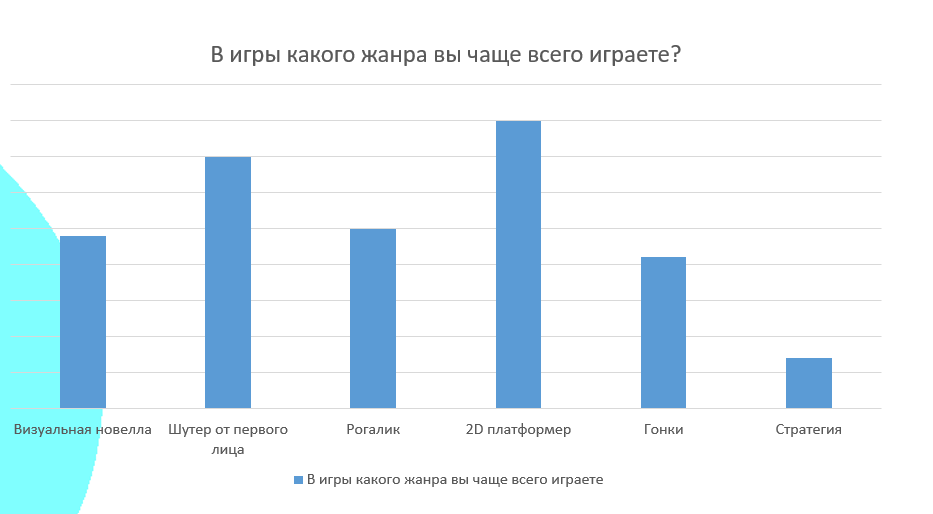 В игры какого жанра вы чаще всего играете?
Визуальная новелла
Шутер от первого
лица
Рогалик
2D платформер
Гонки
Стратегия
В игры какого жанра вы чаще всего играете